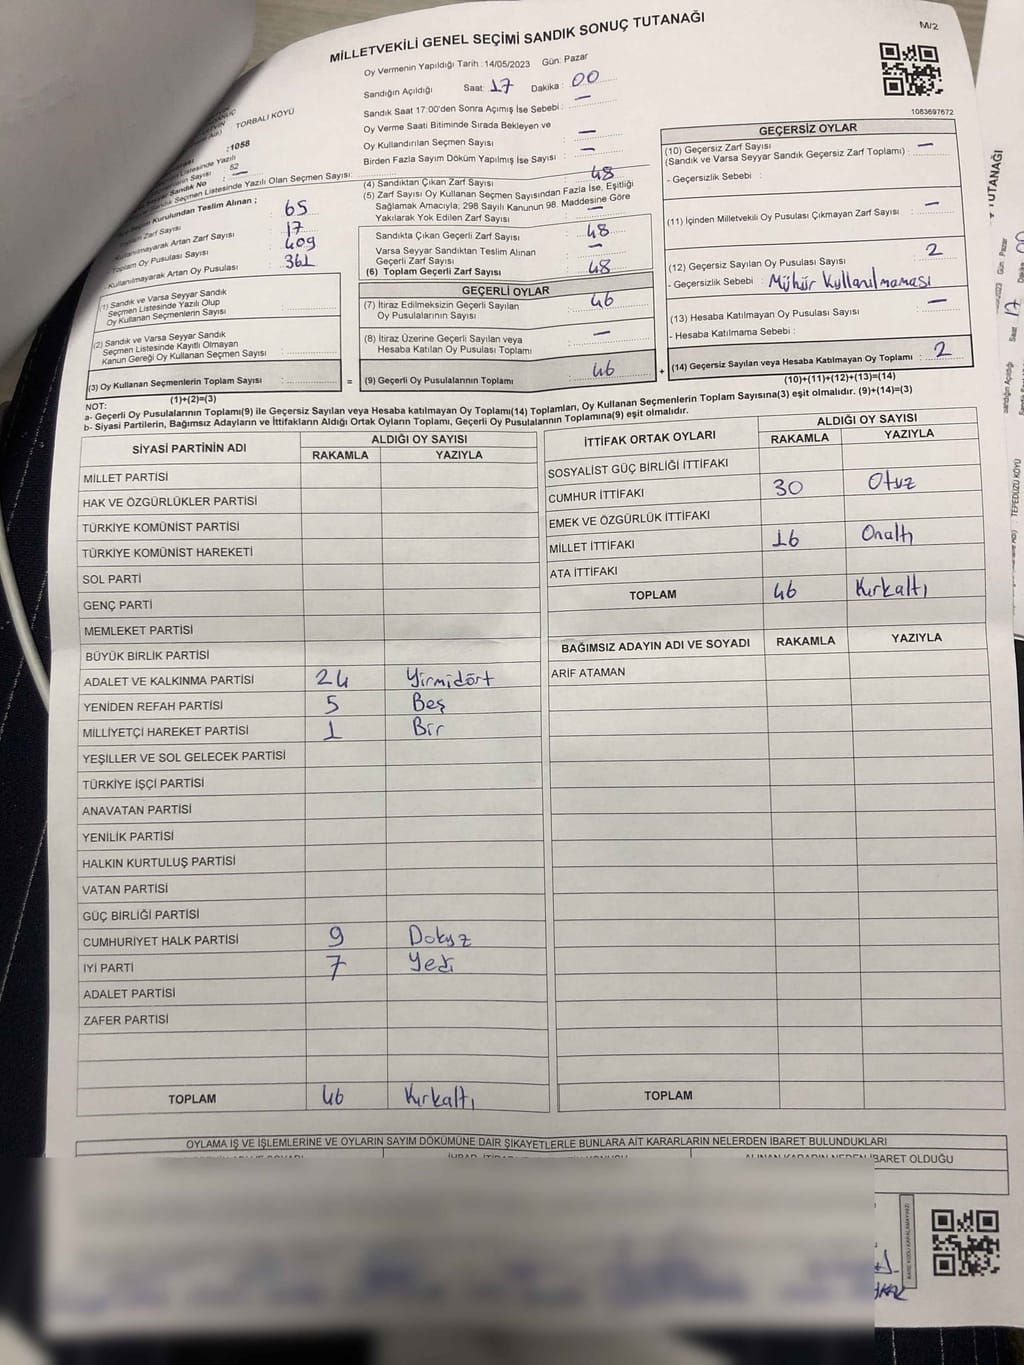 MİLLETVEKİLİ GENEL SEÇİMİ SANDIK SONUÇ TUTANAĞI
M/2
Oy Vermenin Yapıldığı Tarih : 14/05/2023 Gün: Pazar
Sandığın Açıldığı Saat: 17 Dakika : 00
Sandık Saat 17:00'den Sonra Açımış İse Sebebi : —
Oy Verme Saati Bitiminde Sırada Bekleyen ve
Oy Kullandırılan Seçmen Sayısı : —
Birden Fazla Sayım Döküm Yapılmış İse Sayısı : —
1083697672
TORBALI KÖYÜ
:1058
Listesinde Yazılı
52
Sandık No : —
Seçmen Listesinde Yazılı Olan Seçmen Sayısı:
Kurulundan Teslim Alınan ;
Zarf Sayısı : 65
Kullanılmayarak Artan Zarf Sayısı : 17
Toplam Oy Pusulası Sayısı : 409
Kullanılmayarak Artan Oy Pusulası : 361
(1) Sandık ve Varsa Seyyar Sandık
Seçmen Listesinde Yazılı Olup
Oy Kullanan Seçmenlerin Sayısı :
(2) Sandık ve Varsa Seyyar Sandık
Seçmen Listesinde Kayıtlı Olmayan
Kanun Gereği Oy Kullanan Seçmen Sayısı :
(3) Oy Kullanan Seçmenlerin Toplam Sayısı :
(1)+(2)=(3)
(4) Sandıktan Çıkan Zarf Sayısı : 48
(5) Zarf Sayısı Oy Kullanan Seçmen Sayısından Fazla İse, Eşitliği
Sağlamak Amacıyla; 298 Sayılı Kanunun 98. Maddesine Göre
Yakılarak Yok Edilen Zarf Sayısı : —
Sandıkta Çıkan Geçerli Zarf Sayısı : 48
Varsa Seyyar Sandıktan Teslim Alınan
Geçerli Zarf Sayısı : —
(6) Toplam Geçerli Zarf Sayısı : 48
GEÇERLİ OYLAR
(7) İtiraz Edilmeksizin Geçerli Sayılan
Oy Pusulalarının Sayısı : 46
(8) İtiraz Üzerine Geçerli Sayılan veya
Hesaba Katılan Oy Pusulası Toplamı : —
= (9) Geçerli Oy Pusulalarının Toplamı : 46 +
GEÇERSİZ OYLAR
(10) Geçersiz Zarf Sayısı
(Sandık ve Varsa Seyyar Sandık Geçersiz Zarf Toplamı) : —
- Geçersizlik Sebebi :
(11) İçinden Milletvekili Oy Pusulası Çıkmayan Zarf Sayısı : —
(12) Geçersiz Sayılan Oy Pusulası Sayısı : 2
- Geçersizlik Sebebi : Mühür Kullanılmaması
(13) Hesaba Katılmayan Oy Pusulası Sayısı : —
- Hesaba Katılmama Sebebi :
(14) Geçersiz Sayılan veya Hesaba Katılmayan Oy Toplamı : 2
(10)+(11)+(12)+(13)=(14)
NOT:
a- Geçerli Oy Pusulalarının Toplamı(9) ile Geçersiz Sayılan veya Hesaba katılmayan Oy Toplamı(14) Toplamları, Oy Kullanan Seçmenlerin Toplam Sayısına(3) eşit olmalıdır. (9)+(14)=(3)
b- Siyasi Partilerin, Bağımsız Adayların ve İttifakların Aldığı Ortak Oyların Toplamı, Geçerli Oy Pusulalarının Toplamına(9) eşit olmalıdır.
SİYASİ PARTİNİN ADI ALDIĞI OY SAYISI
RAKAMLA YAZIYLA
MİLLET PARTİSİ
HAK VE ÖZGÜRLÜKLER PARTİSİ
TÜRKİYE KOMÜNİST PARTİSİ
TÜRKİYE KOMÜNİST HAREKETİ
SOL PARTİ
GENÇ PARTİ
MEMLEKET PARTİSİ
BÜYÜK BİRLİK PARTİSİ
ADALET VE KALKINMA PARTİSİ 24 Yirmidört
YENİDEN REFAH PARTİSİ 5 Beş
MİLLİYETÇİ HAREKET PARTİSİ 1 Bir
YEŞİLLER VE SOL GELECEK PARTİSİ
TÜRKİYE İŞÇİ PARTİSİ
ANAVATAN PARTİSİ
YENİLİK PARTİSİ
HALKIN KURTULUŞ PARTİSİ
VATAN PARTİSİ
GÜÇ BİRLİĞİ PARTİSİ
CUMHURİYET HALK PARTİSİ 9 Dokuz
İYİ PARTİ 7 Yedi
ADALET PARTİSİ
ZAFER PARTİSİ
TOPLAM 46 Kırkaltı
İTTİFAK ORTAK OYLARI ALDIĞI OY SAYISI
RAKAMLA YAZIYLA
SOSYALİST GÜÇ BİRLİĞİ İTTİFAKI
CUMHUR İTTİFAKI 30 Otuz
EMEK VE ÖZGÜRLÜK İTTİFAKI
MİLLET İTTİFAKI 16 Onaltı
ATA İTTİFAKI
TOPLAM 46 Kırkaltı
BAĞIMSIZ ADAYIN ADI VE SOYADI RAKAMLA YAZIYLA
ARİF ATAMAN
TOPLAM
OYLAMA İŞ VE İŞLEMLERİNE VE OYLARIN SAYIM DÖKÜMÜNE DAİR ŞİKAYETLERLE BUNLARA AİT KARARLARIN NELERDEN İBARET BULUNDUKLARI
ALINAN KARARIN NEDEN İBARET OLDUĞU
TUTANAĞI
Gün: Pazar
Saat 17
TEPEDÜZÜ KÖYÜ